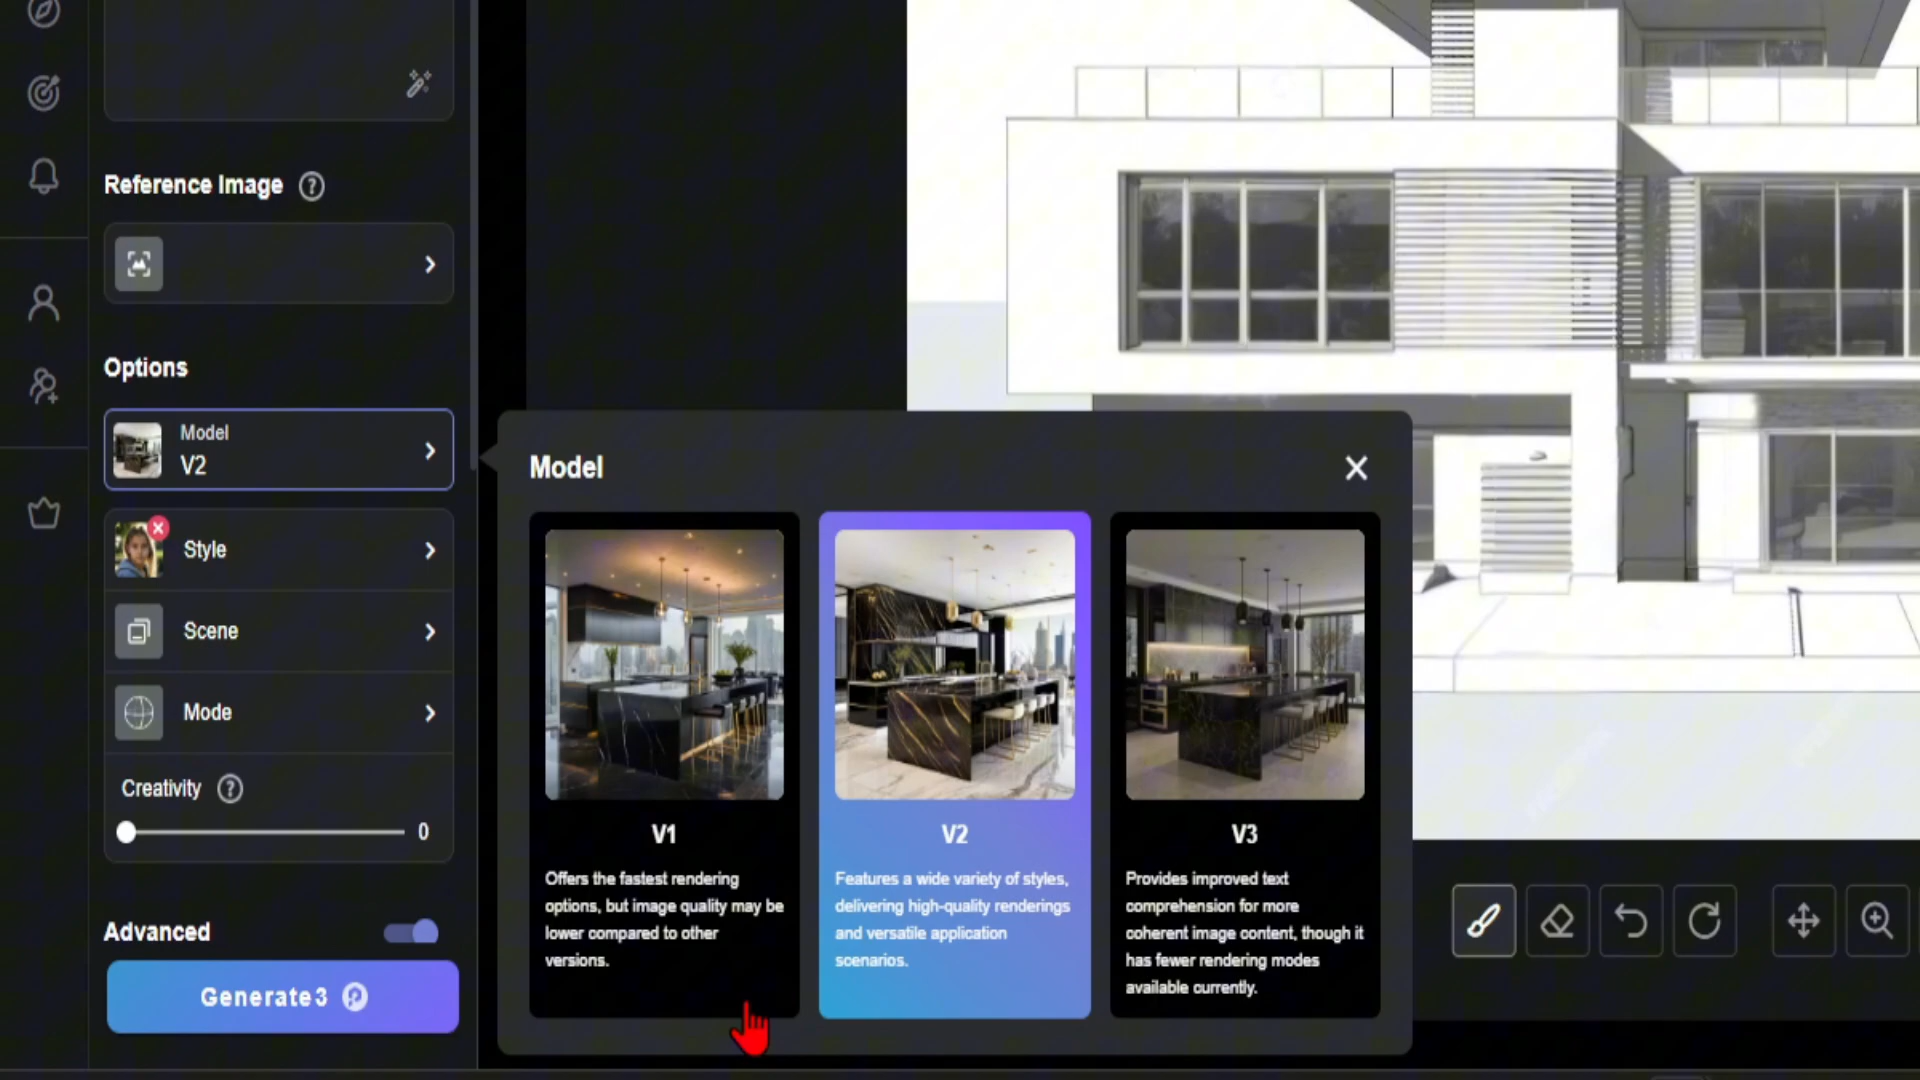 Reference Image
Options
Model
V2
Style
Scene
Mode
Creativity
0
Advanced
Generate 3
Model
V1
Offers the fastest rendering
options, but image quality may be
lower compared to other
versions.
V2
Features a wide variety of styles,
delivering high-quality renderings
and versatile application
scenarios.
V3
Provides improved text
comprehension for more
coherent image content, though it
has fewer rendering modes
available currently.